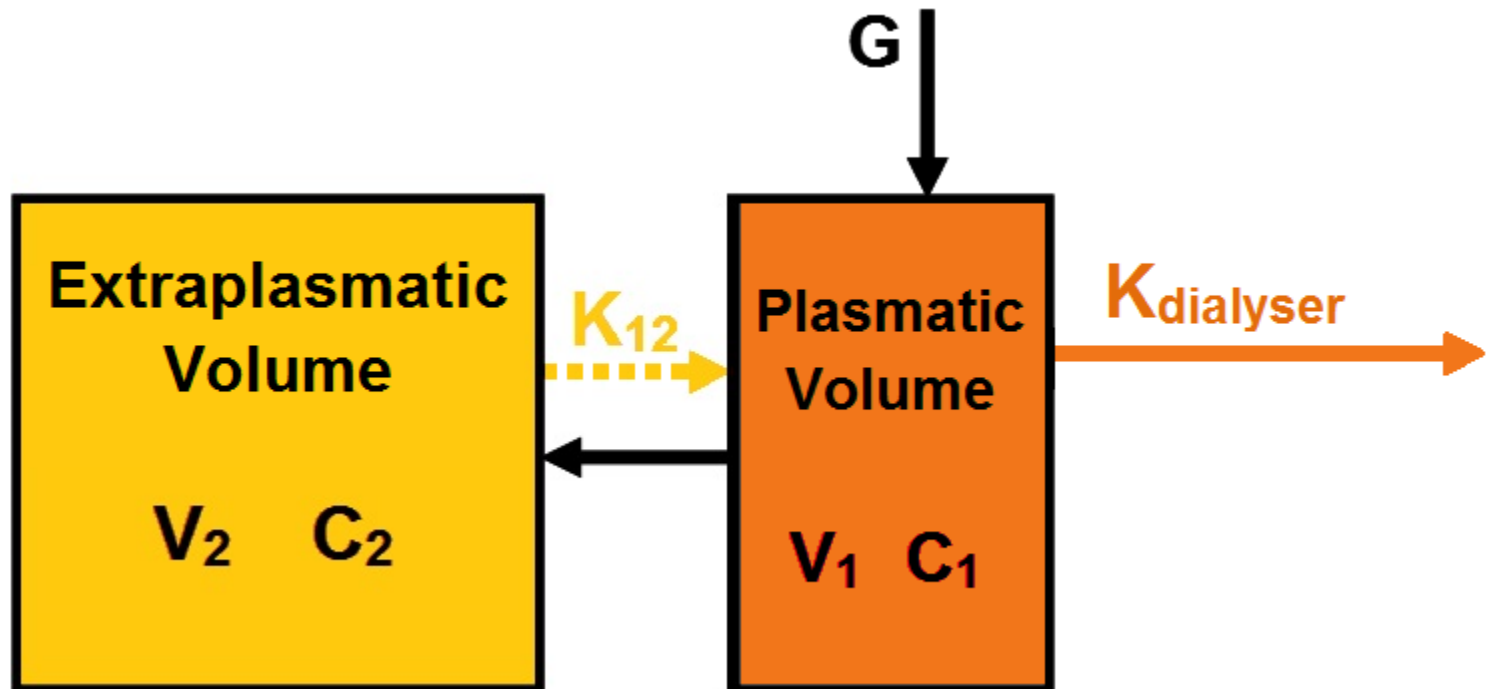 G
Extraplasmatic
Volume
V₂ C₂
K₁₂
Plasmatic
Volume
V₁ C₁
Kdialyser